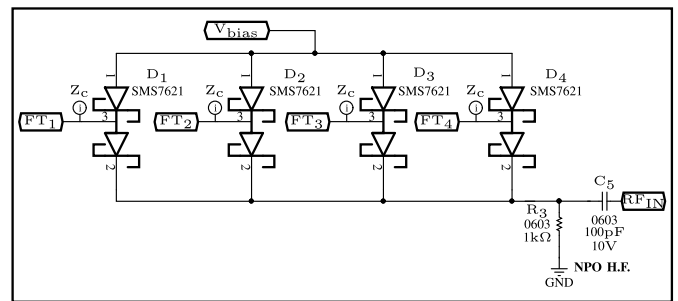 Vbias
1 D1 1 D2 1 D3 1 D4
SMS7621 SMS7621 SMS7621 SMS7621
Zc Zc Zc Zc
i i i i
FT1 3 FT2 3 FT3 3 FT4 3
2 2 2 2
C5
RFIN
R3
0603
1kΩ
0603
100pF
10V
NPO H.F.
GND